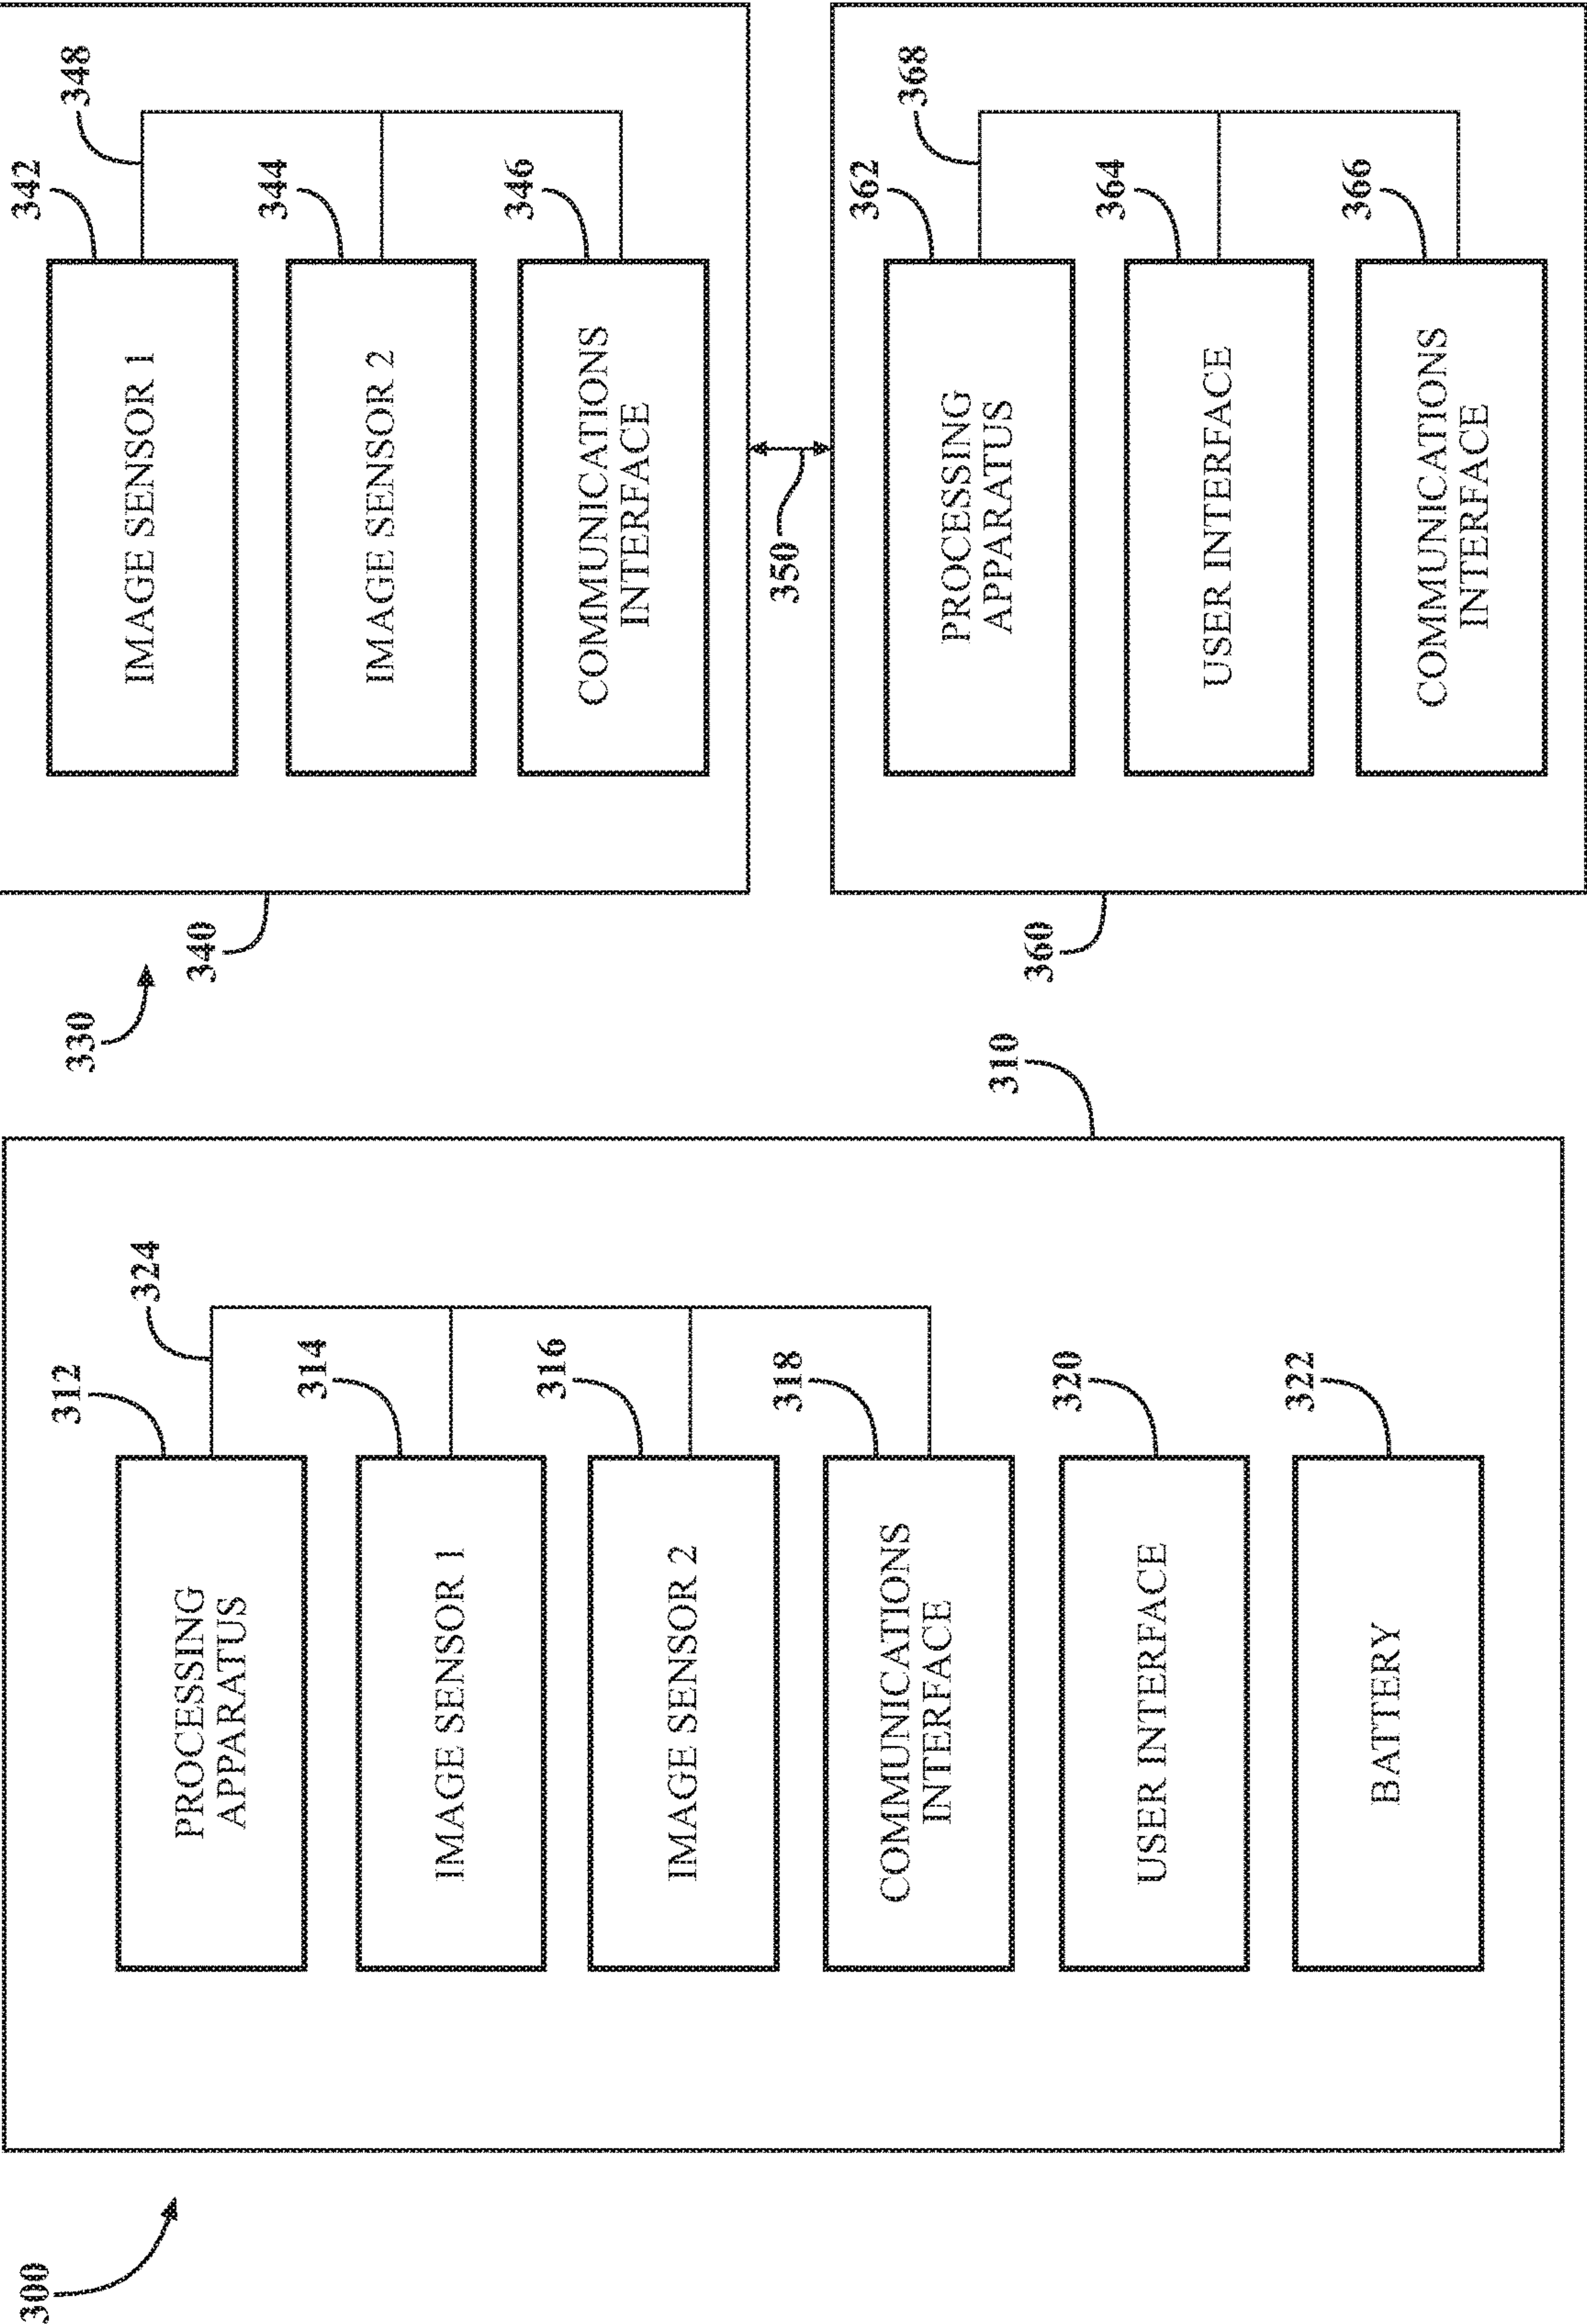 300
310
324
312
PROCESSING
APPARATUS
314
IMAGE SENSOR 1
316
IMAGE SENSOR 2
318
COMMUNICATIONS
INTERFACE
320
USER INTERFACE
322
BATTERY
330
340
348
342
IMAGE SENSOR 1
344
IMAGE SENSOR 2
346
COMMUNICATIONS
INTERFACE
350
360
368
362
PROCESSING
APPARATUS
364
USER INTERFACE
366
COMMUNICATIONS
INTERFACE